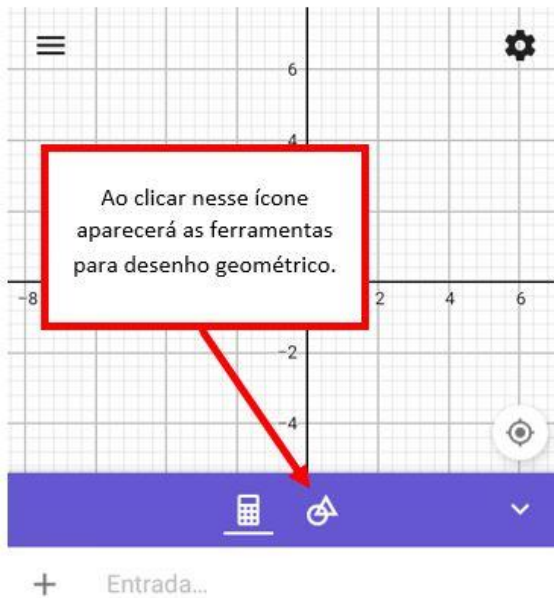 6
4
Ao clicar nesse ícone
aparecerá as ferramentas
para desenho geométrico.
-8 2 4 6
-2
-4
+ Entrada...